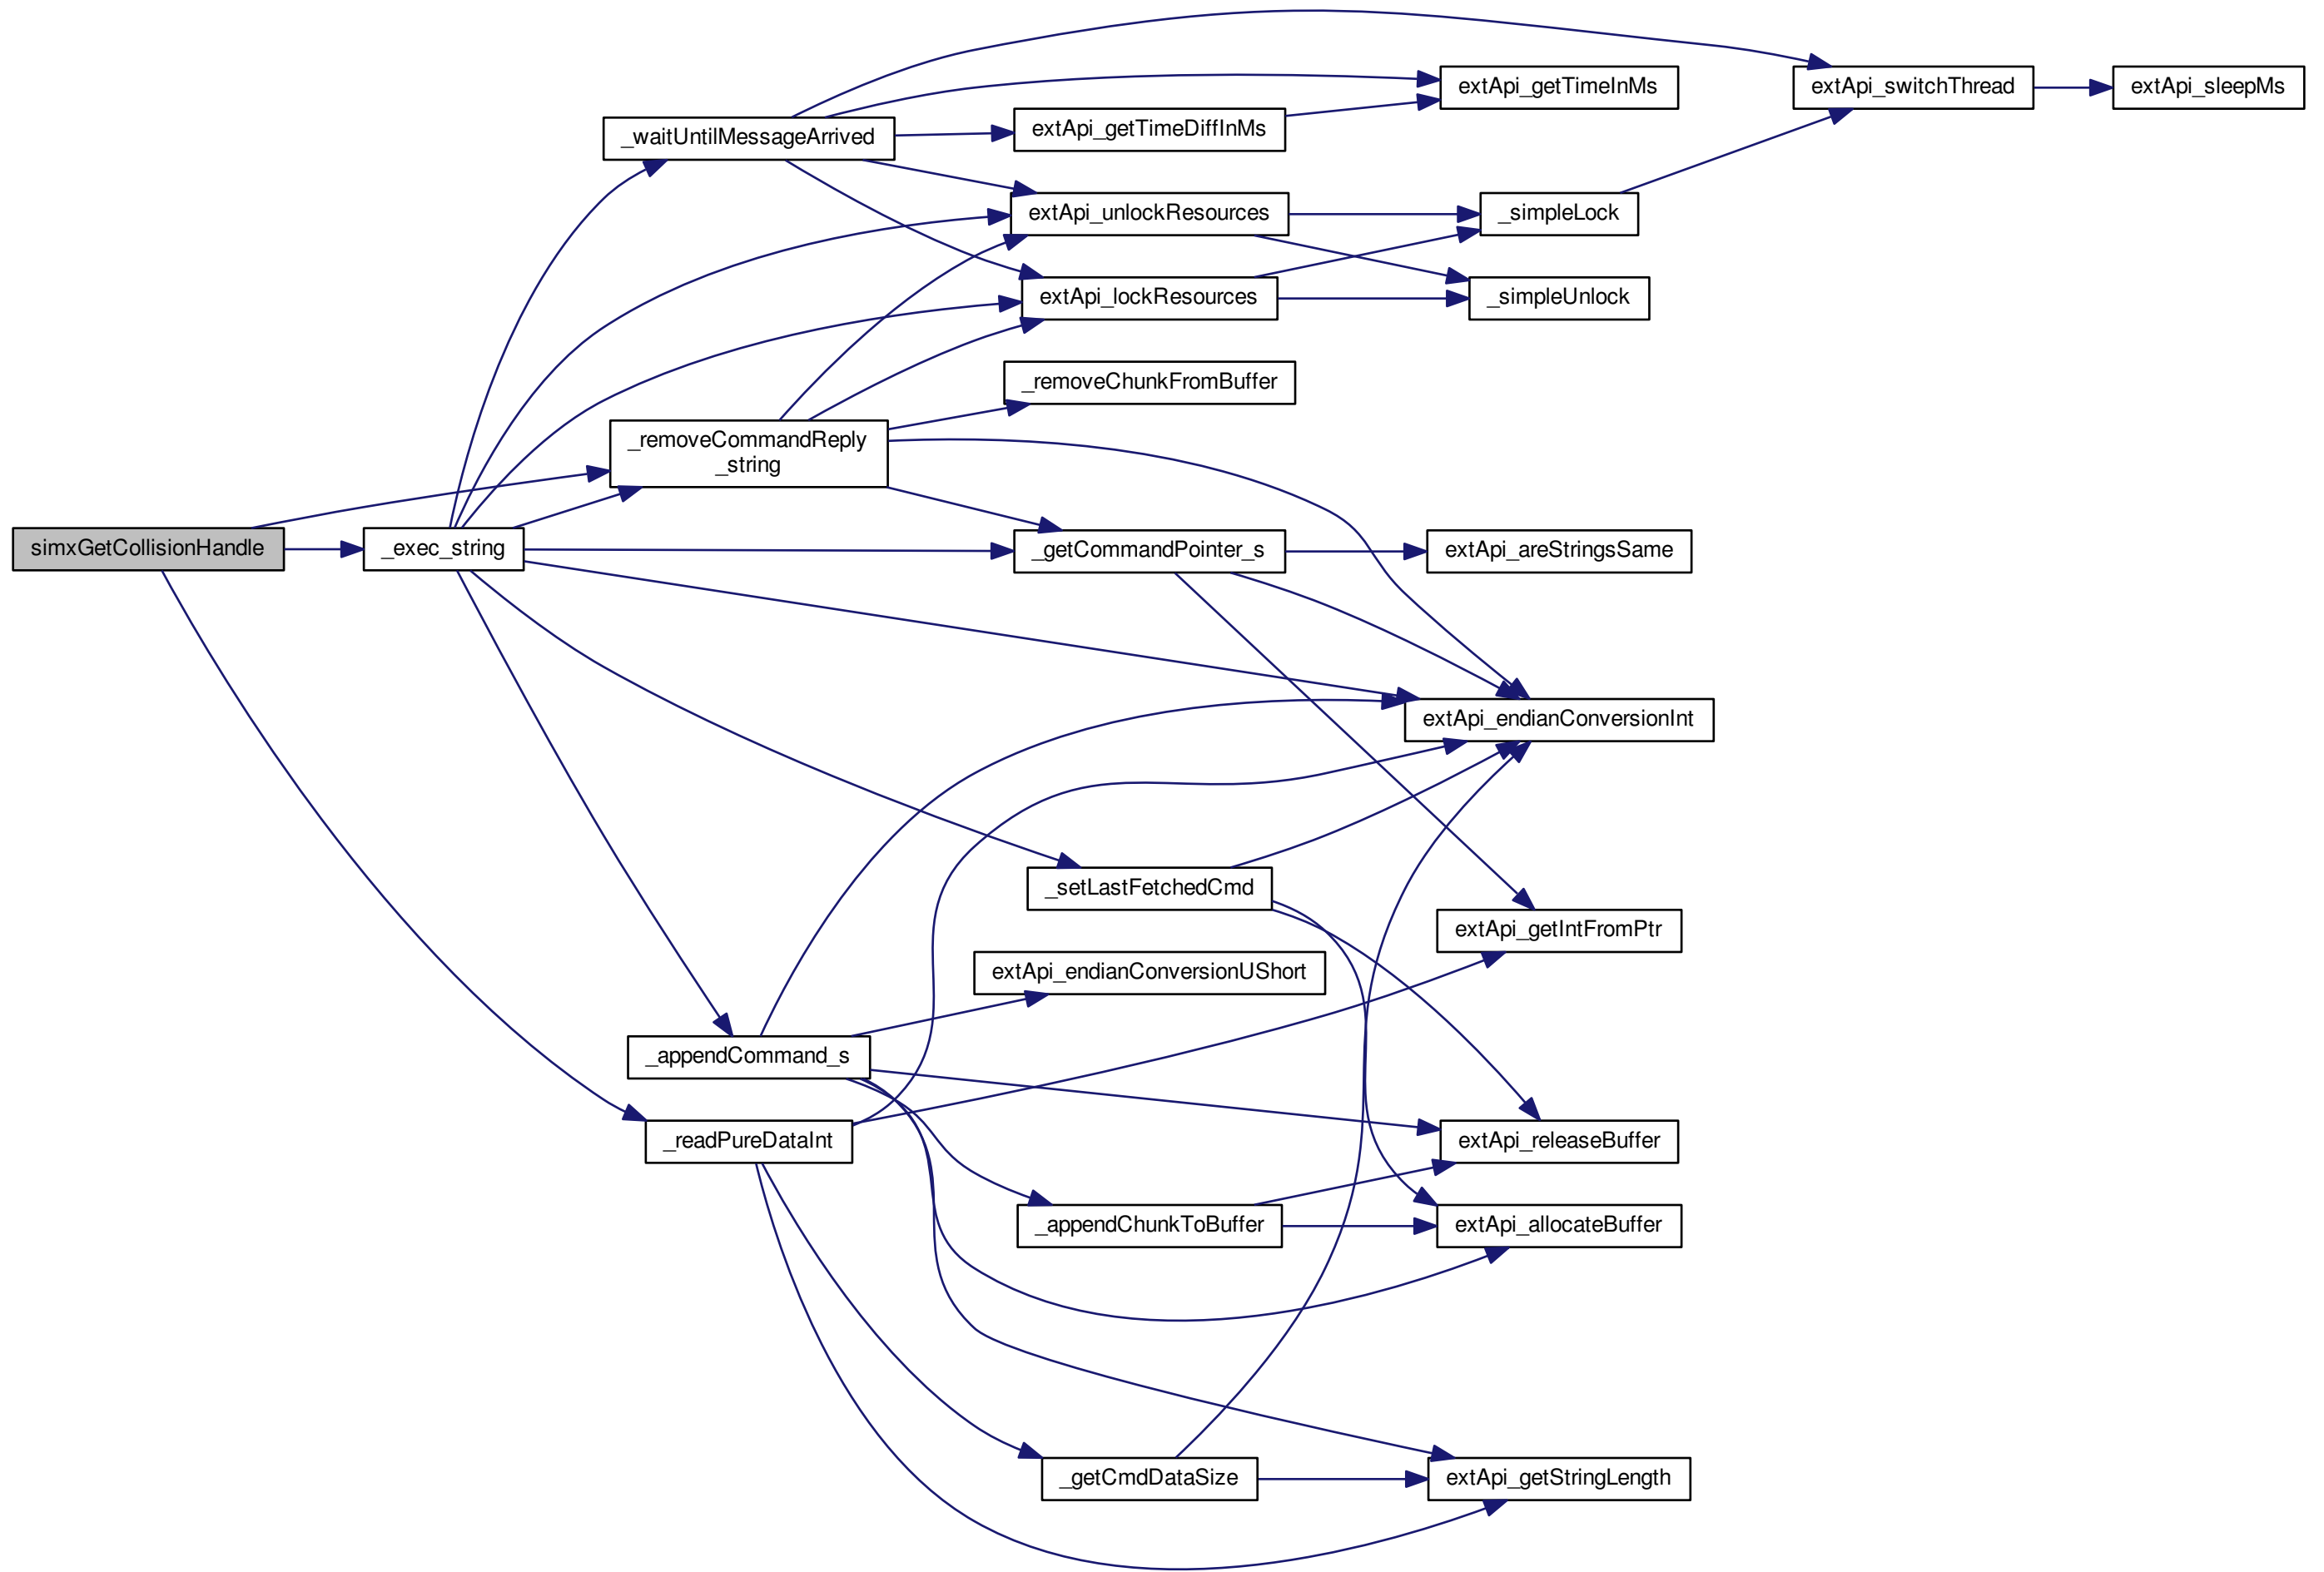 extApi_getTimeInMs
extApi_switchThread
extApi_sleepMs
_waitUntilMessageArrived
extApi_getTimeDiffInMs
extApi_unlockResources
_simpleLock
extApi_lockResources
_simpleUnlock
_removeChunkFromBuffer
_removeCommandReply
_string
simxGetCollisionHandle
_exec_string
_getCommandPointer_s
extApi_areStringsSame
extApi_endianConversionInt
_setLastFetchedCmd
extApi_getIntFromPtr
extApi_endianConversionUShort
_appendCommand_s
_readPureDataInt
extApi_releaseBuffer
_appendChunkToBuffer
extApi_allocateBuffer
_getCmdDataSize
extApi_getStringLength